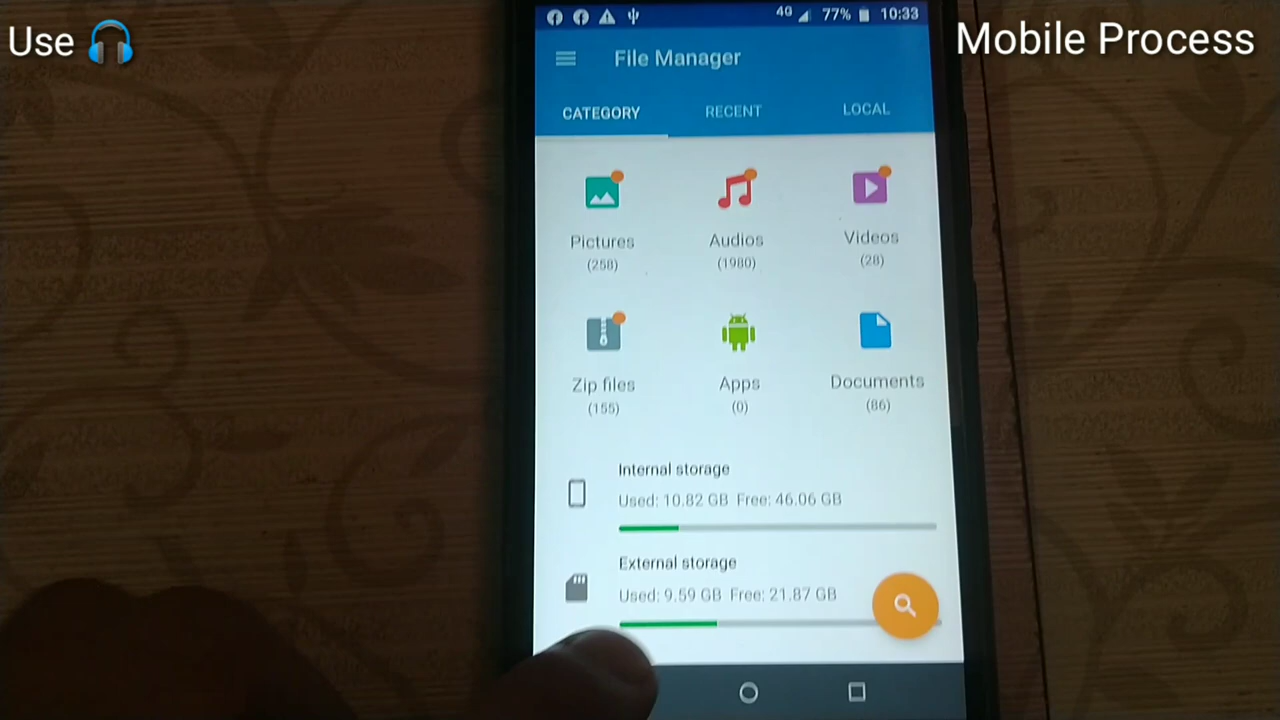 Use
Mobile Process
4G 77% 10:33
File Manager
CATEGORY RECENT LOCAL
Pictures Audios Videos
(258) (1980) (28)
Zip files Apps Documents
(155) (0) (86)
Internal storage
Used: 10.82 GB Free: 46.06 GB
External storage
Used: 9.59 GB Free: 21.87 GB